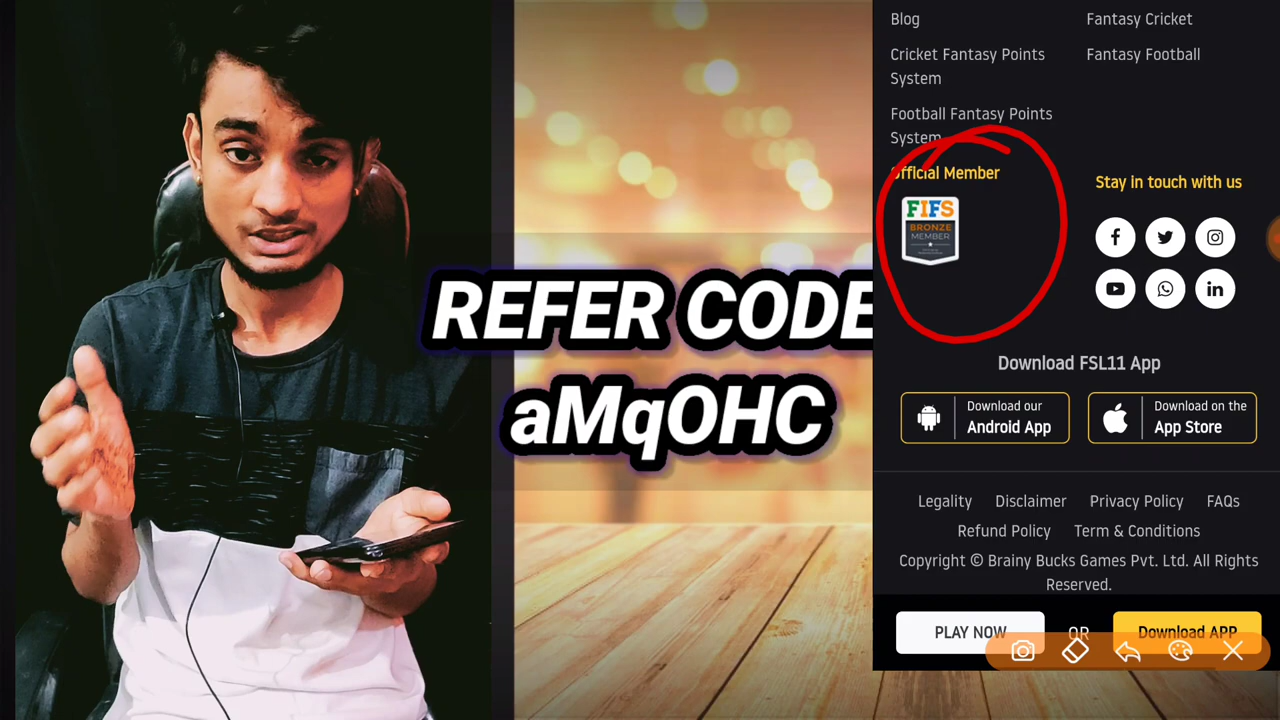 REFER CODE
aMqOHC
Blog
Fantasy Cricket
Cricket Fantasy Points
System
Fantasy Football
Football Fantasy Points
System
Official Member
FIFS
BRONZE
MEMBER
Stay in touch with us
Download FSL11 App
Download our
Android App
Download on the
App Store
Legality Disclaimer Privacy Policy FAQs
Refund Policy Term & Conditions
Copyright © Brainy Bucks Games Pvt. Ltd. All Rights
Reserved.
PLAY NOW OR Download APP